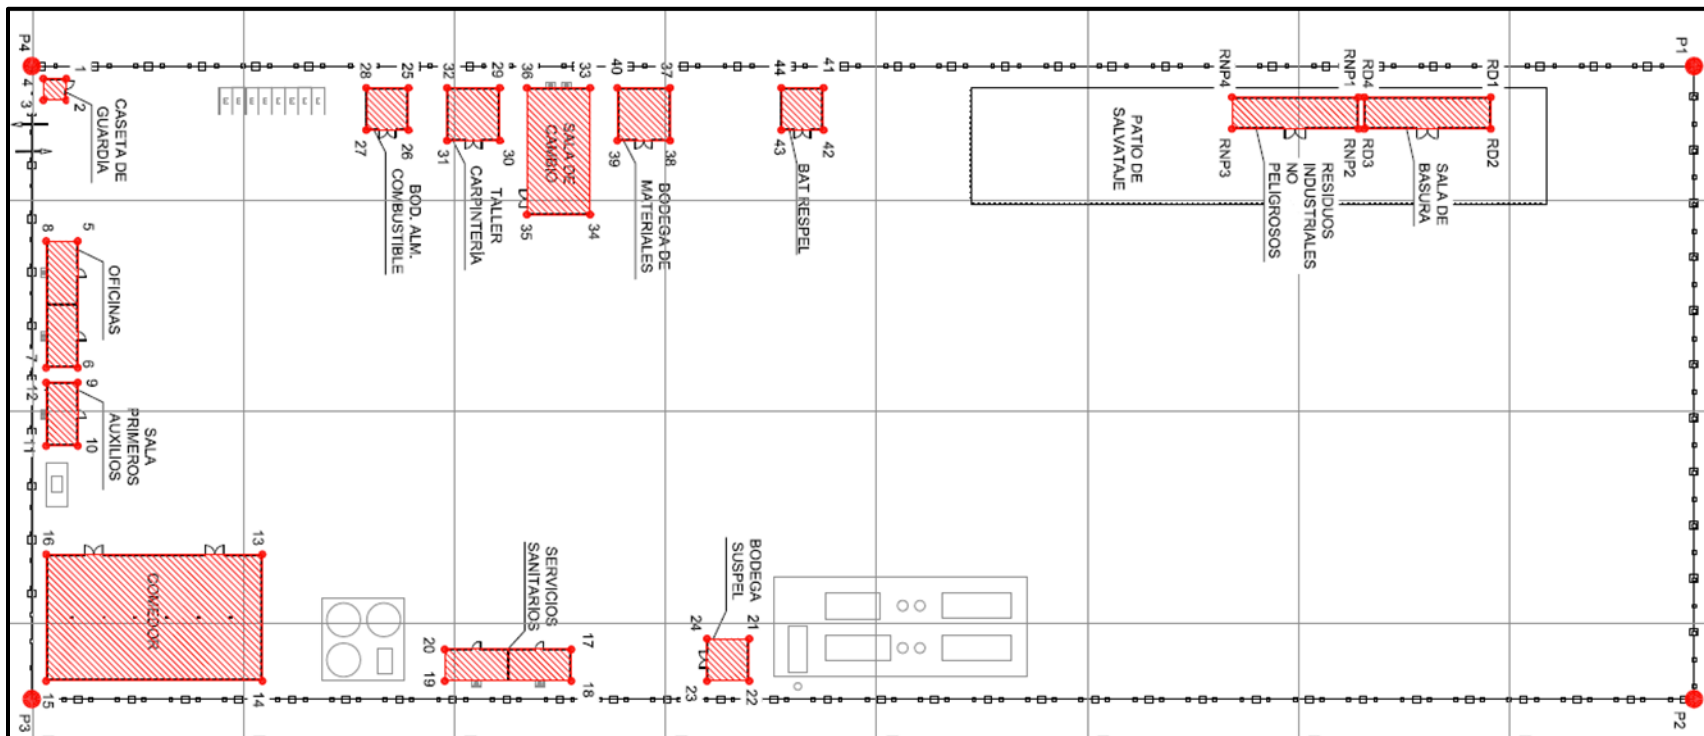 P4
P1
1
4
3
2
CASETA DE
GUARDIA
E E E E E E E E
28
25
27
26
BOD. ALM.
COMBUSTIBLE
32
29
31
30
TALLER
CARPINTERÍA
36
33
SALA DE
CAMBIO
35
34
40
37
39
38
BODEGA DE
MATERIALES
44
41
43
42
BAT RESPEL
PATIO DE
SALVATAJE
RNP4
RNP1
RD4
RD1
RNP3
RNP2
RD3
RD2
RESIDUOS
INDUSTRIALES
NO
PELIGROSOS
SALA DE
BASURA
8
5
OFICINAS
7
6
12
9
11
10
SALA
PRIMEROS
AUXILIOS
16
13
COMEDOR
15
14
SERVICIOS
SANITARIOS
20
17
19
18
BODEGA
SUSPEL
24
21
23
22
P3
P2